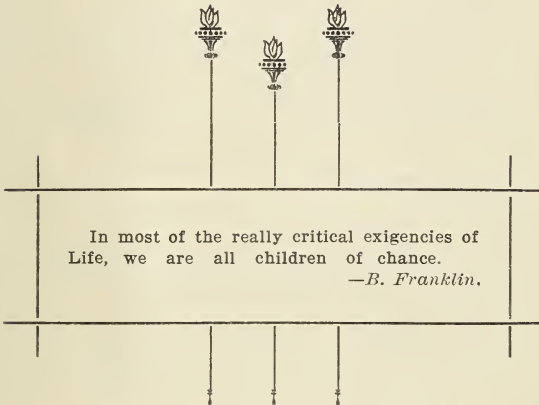 In most of the really critical exigencies of
Life, we are all children of chance.
—B. Franklin.